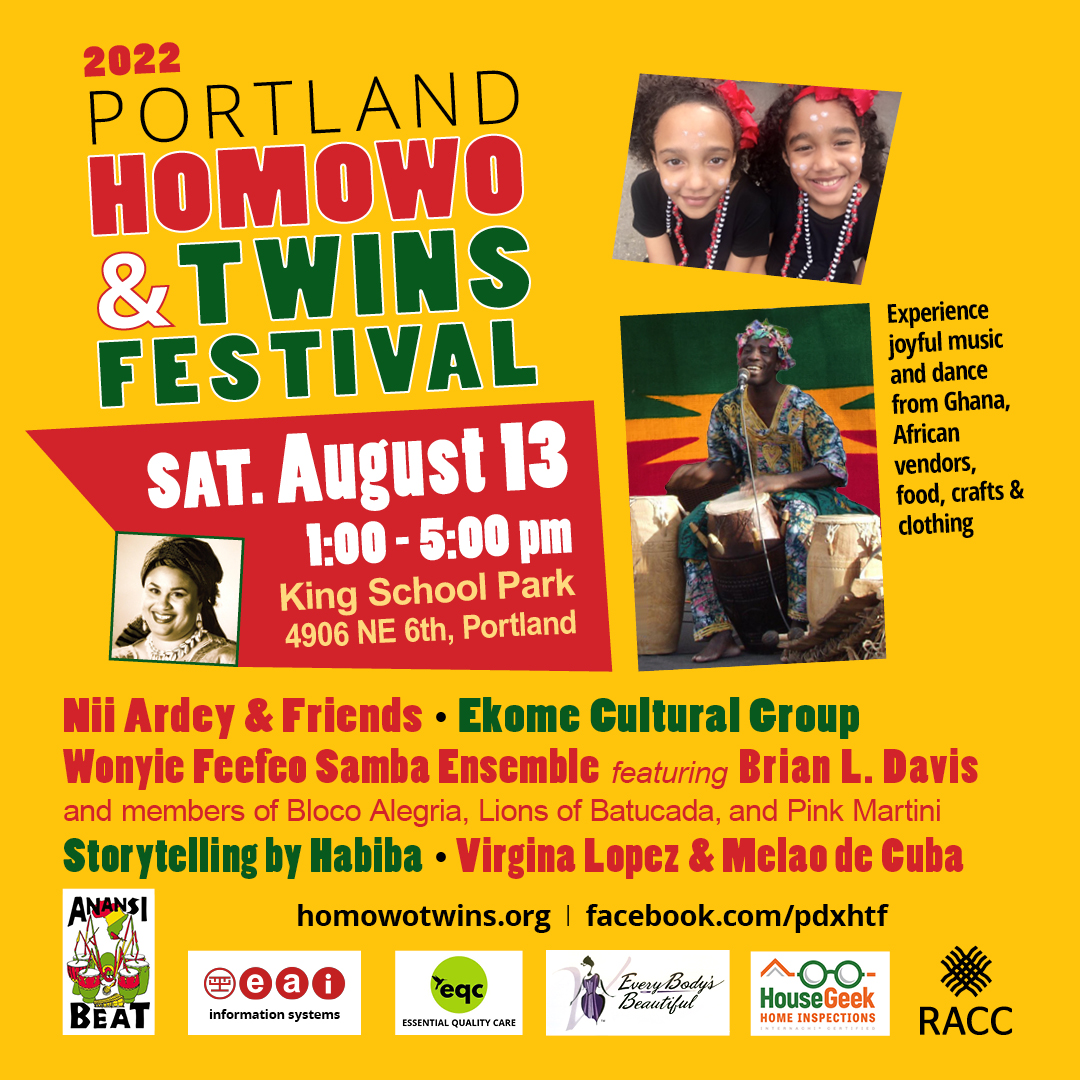 2022
PORTLAND
HOMOWO
& TWINS
FESTIVAL
SAT. August 13
1:00 - 5:00 pm
King School Park
4906 NE 6th, Portland
Experience
joyful music
and dance
from Ghana,
African
vendors,
food, crafts &
clothing
Nii Ardey & Friends • Ekome Cultural Group
Wonyie Feefeo Samba Ensemble featuring Brian L. Davis
and members of Bloco Alegria, Lions of Batucada, and Pink Martini
Storytelling by Habiba • Virgina Lopez & Melao de Cuba
homowotwins.org | facebook.com/pdxhtf
ANANSI
BEAT
eai
information systems
eqc
ESSENTIAL QUALITY CARE
EveryBody's
Beautiful
HouseGeek
HOME INSPECTIONS
INTERNACHI CERTIFIED
RACC